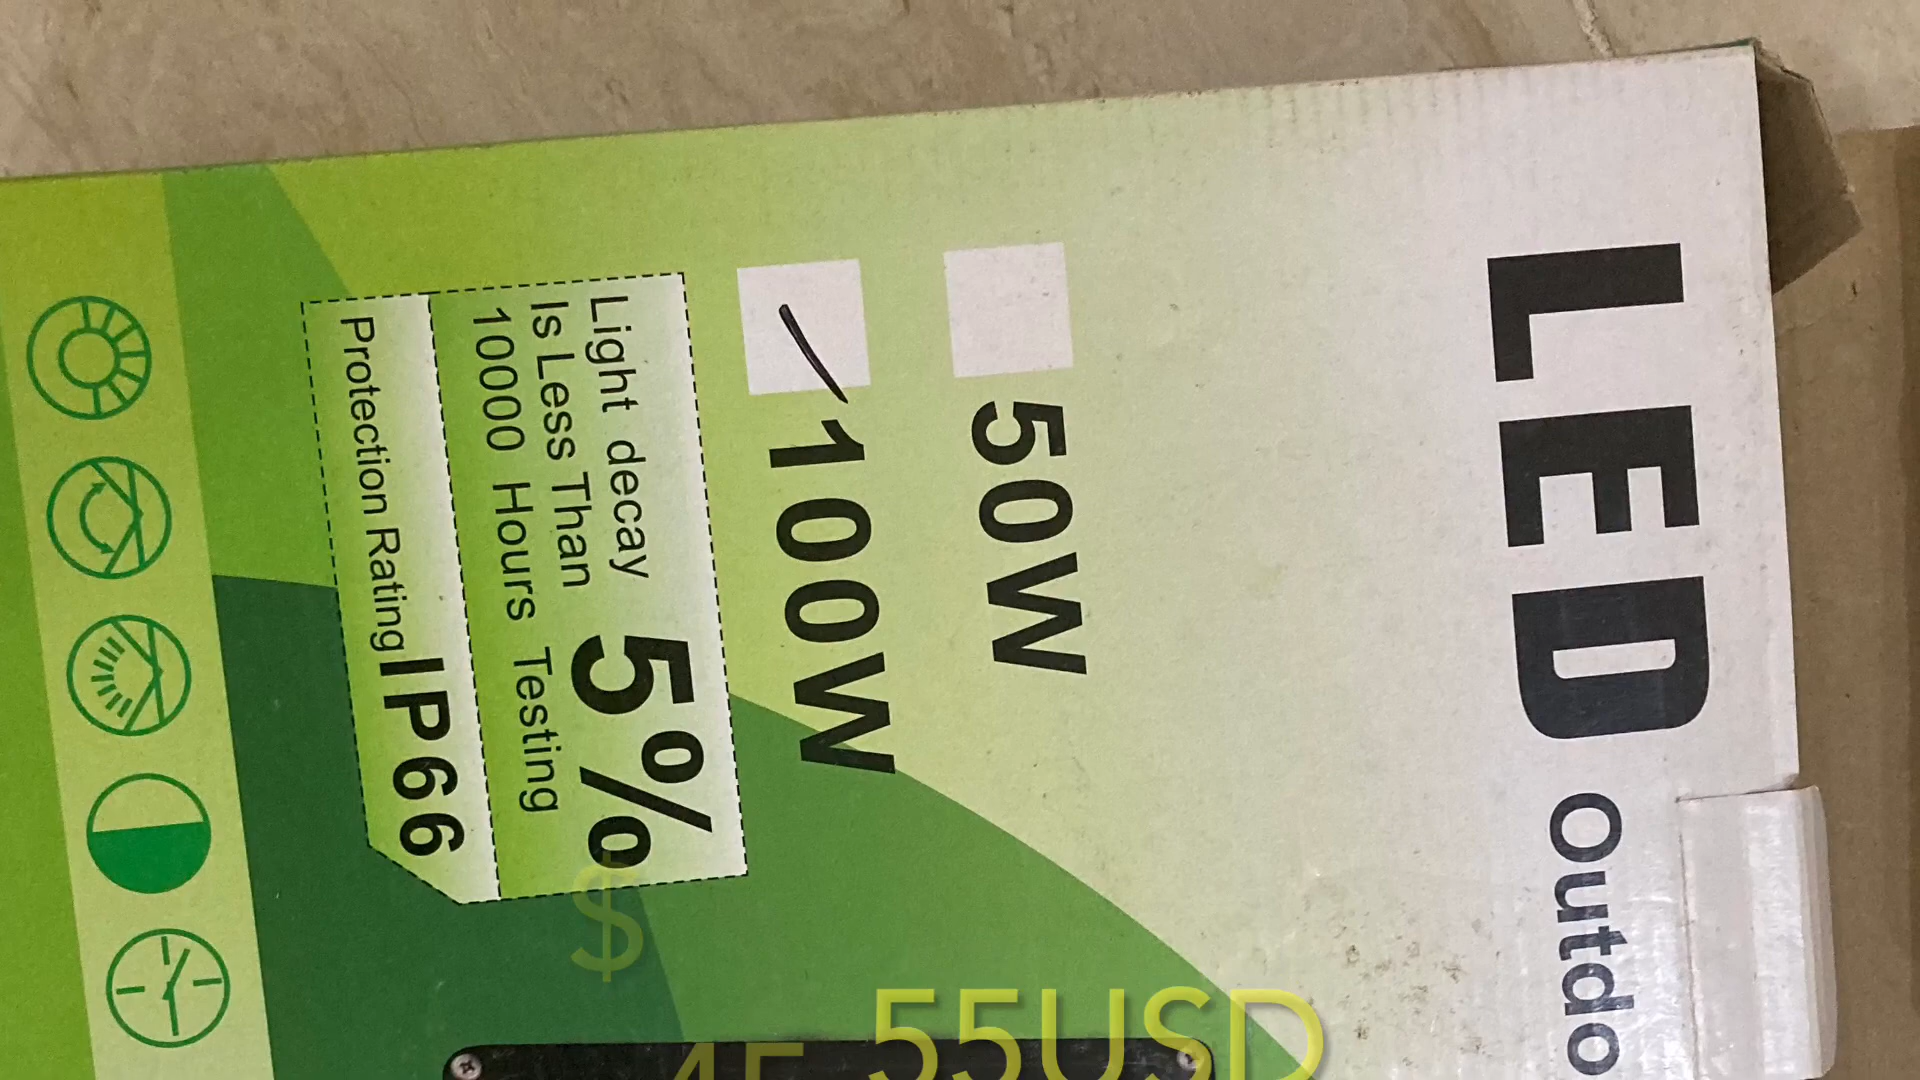 LED Outdo
50W
100W
Light decay
Is Less Than
10000 Hours Testing
5%
Protection Rating IP66
$
55USD